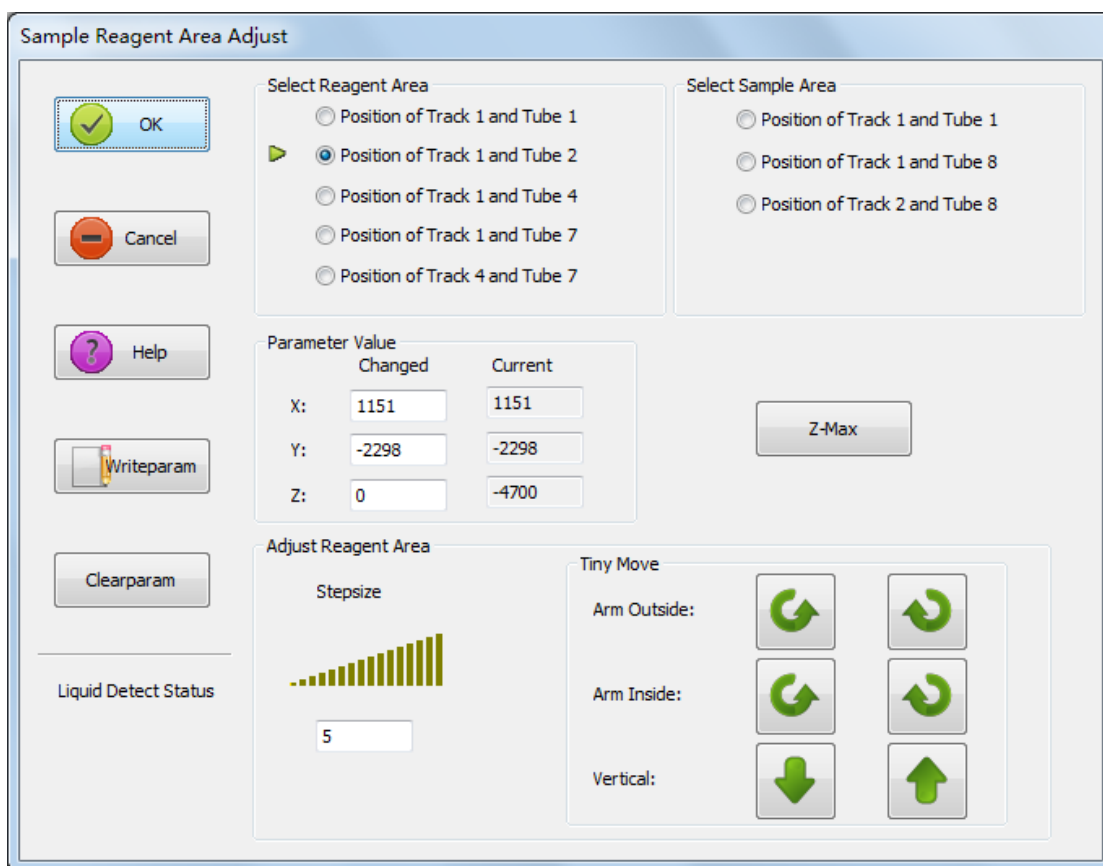 Sample Reagent Area Adjust
OK
Cancel
Help
Writeparam
Clearparam
Liquid Detect Status
Select Reagent Area
Position of Track 1 and Tube 1
Position of Track 1 and Tube 2
Position of Track 1 and Tube 4
Position of Track 1 and Tube 7
Position of Track 4 and Tube 7
Select Sample Area
Position of Track 1 and Tube 1
Position of Track 1 and Tube 8
Position of Track 2 and Tube 8
Parameter Value
Changed Current
X: 1151 1151
Y: -2298 -2298
Z: 0 -4700
Z-Max
Adjust Reagent Area
Stepsize
5
Tiny Move
Arm Outside:
Arm Inside:
Vertical: